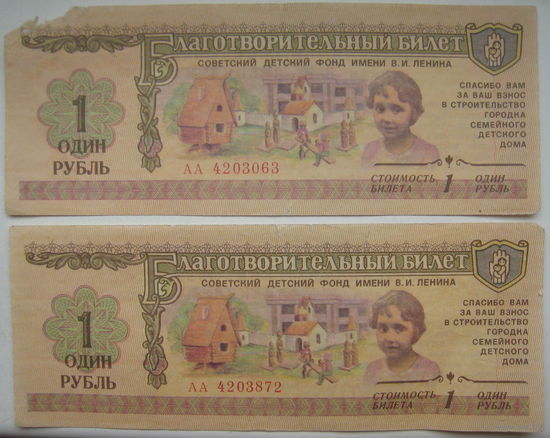 БЛАГОТВОРИТЕЛЬНЫЙ БИЛЕТ
СОВЕТСКИЙ ДЕТСКИЙ ФОНД ИМЕНИ В.И.ЛЕНИНА
1
ОДИН
РУБЛЬ
АА 4203063
СПАСИБО ВАМ
ЗА ВАШ ВЗНОС
В СТРОИТЕЛЬСТВО
ГОРОДКА
СЕМЕЙНОГО
ДЕТСКОГО
ДОМА
СТОИМОСТЬ БИЛЕТА 1 ОДИН РУБЛЬ
БЛАГОТВОРИТЕЛЬНЫЙ БИЛЕТ
СОВЕТСКИЙ ДЕТСКИЙ ФОНД ИМЕНИ В.И.ЛЕНИНА
1
ОДИН
РУБЛЬ
АА 4203872
СПАСИБО ВАМ
ЗА ВАШ ВЗНОС
В СТРОИТЕЛЬСТВО
ГОРОДКА
СЕМЕЙНОГО
ДЕТСКОГО
ДОМА
СТОИМОСТЬ БИЛЕТА 1 ОДИН РУБЛЬ